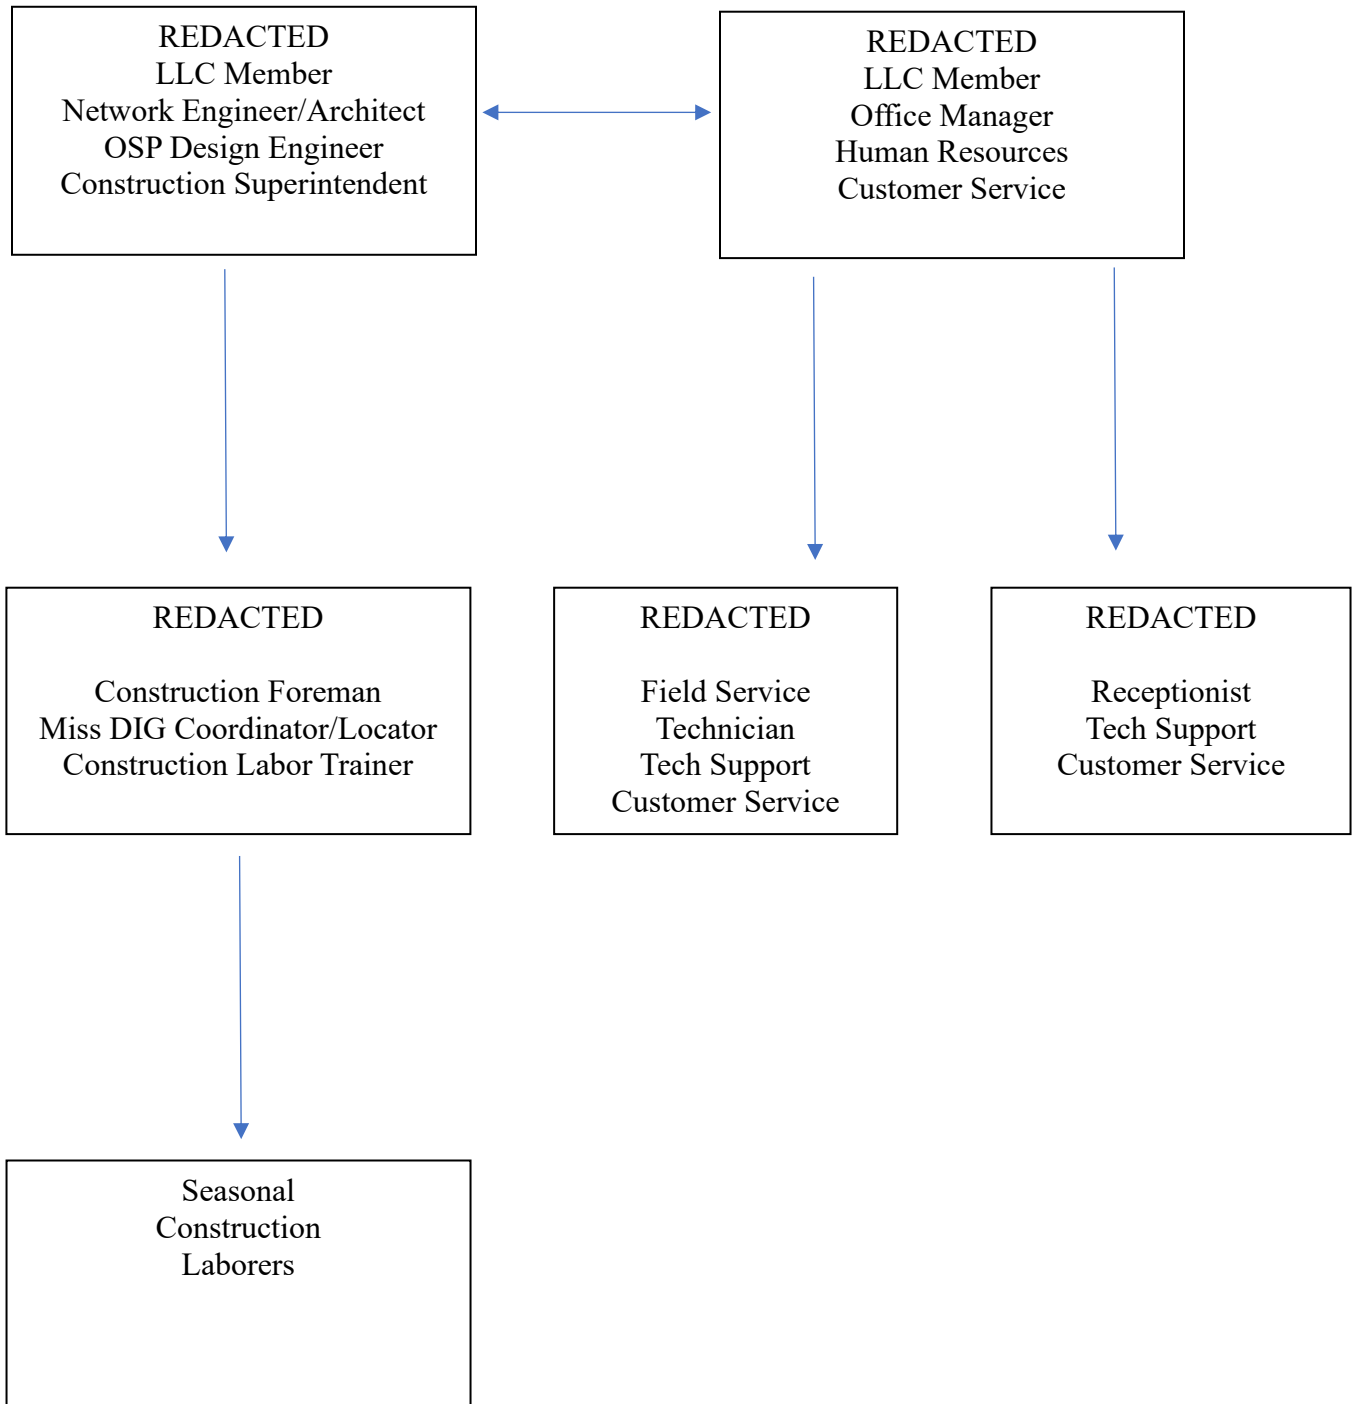 REDACTED
LLC Member
Network Engineer/Architect
OSP Design Engineer
Construction Superintendent
REDACTED
LLC Member
Office Manager
Human Resources
Customer Service
REDACTED
Construction Foreman
Miss DIG Coordinator/Locator
Construction Labor Trainer
REDACTED
Field Service
Technician
Tech Support
Customer Service
REDACTED
Receptionist
Tech Support
Customer Service
Seasonal
Construction
Laborers